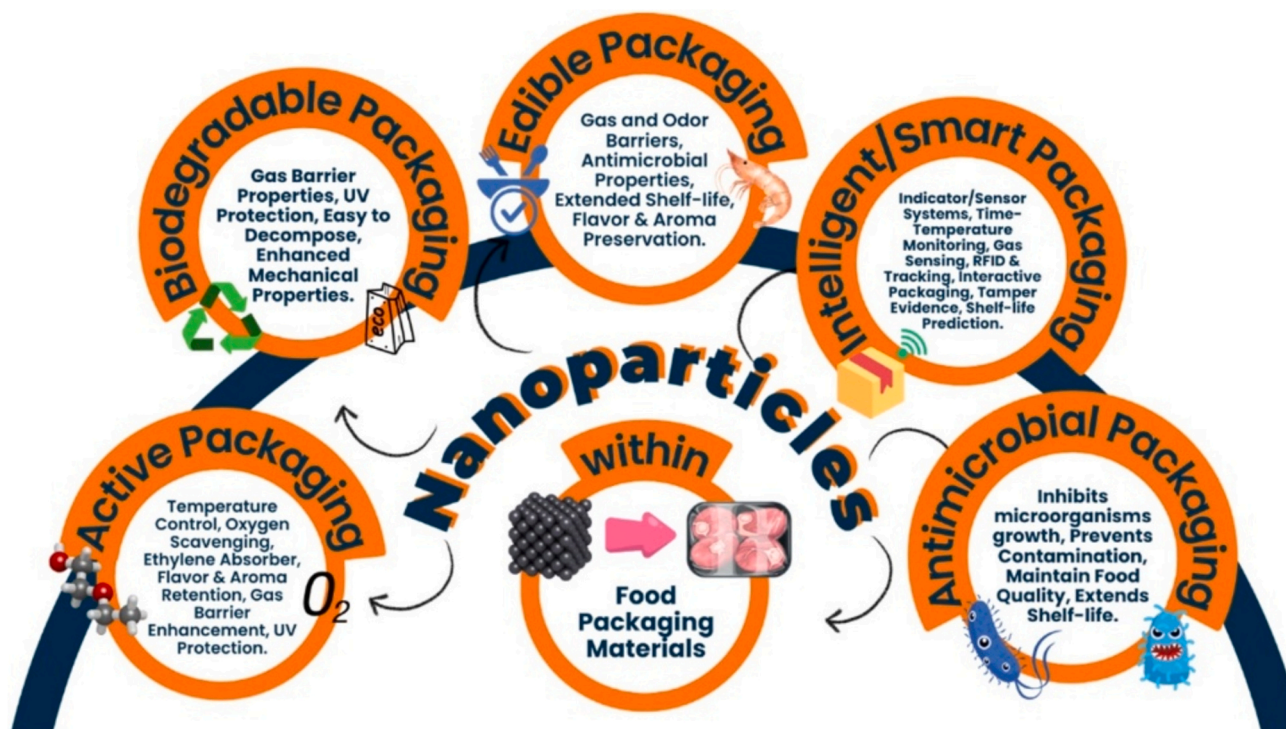 Biodegradable Packaging
Gas Barrier
Properties, UV
Protection, Easy to
Decompose,
Enhanced
Mechanical
Properties.
eco
Edible Packaging
Gas and Odor
Barriers,
Antimicrobial
Properties,
Extended Shelf-life,
Flavor & Aroma
Preservation.
Intelligent/Smart Packaging
Indicator/Sensor
Systems, Time-
Temperature
Monitoring, Gas
Sensing, RFID &
Tracking, Interactive
Packaging, Tamper
Evidence, Shelf-life
Prediction.
Active Packaging
Temperature
Control, Oxygen
Scavenging,
Ethylene Absorber,
Flavor & Aroma
Retention, Gas
Barrier
Enhancement, UV
Protection.
O₂
Nanoparticles
within
Food
Packaging
Materials
Antimicrobial Packaging
Inhibits
microorganisms
growth, Prevents
Contamination,
Maintain Food
Quality, Extends
Shelf-life.